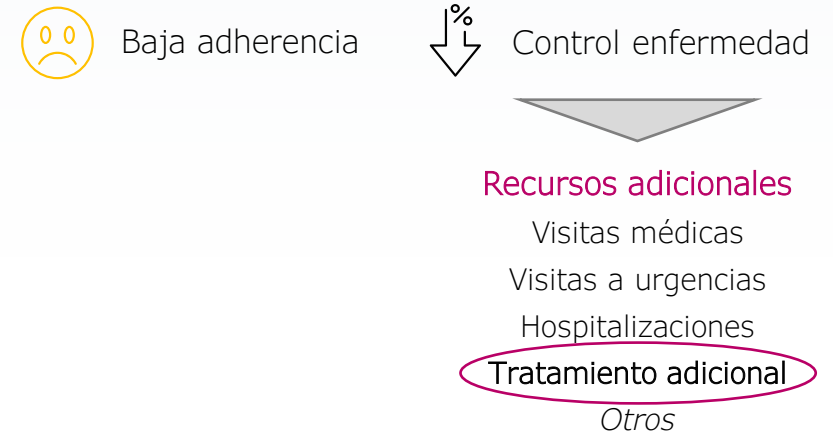 Baja adherencia
% Control enfermedad
Recursos adicionales
Visitas médicas
Visitas a urgencias
Hospitalizaciones
Tratamiento adicional
Otros